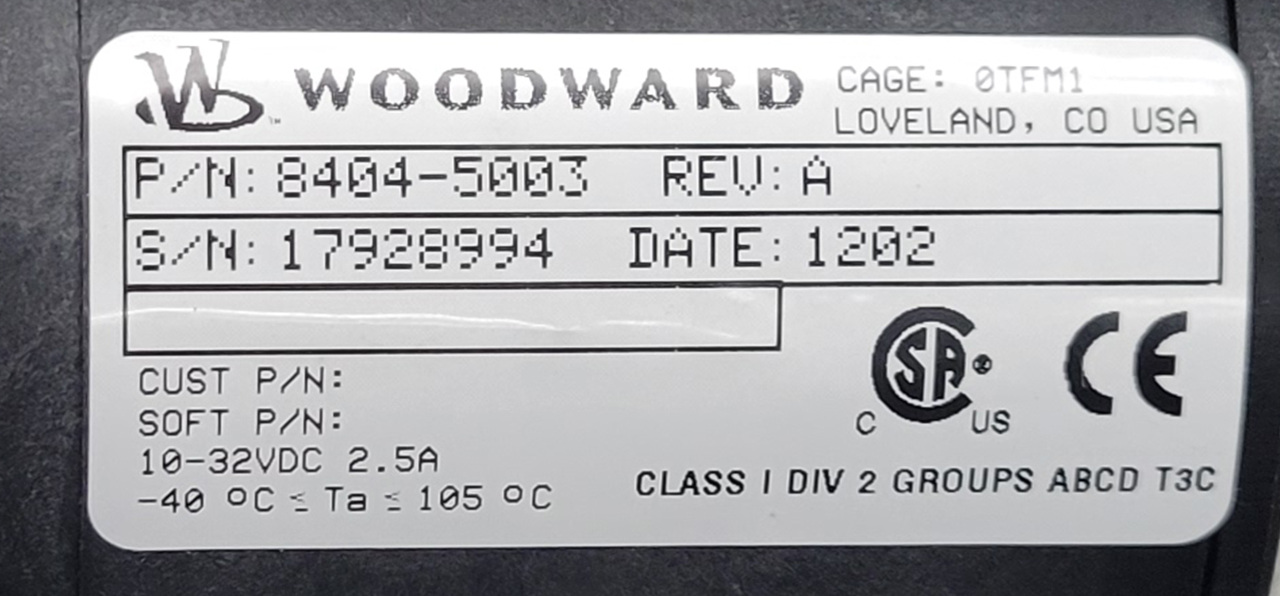 WOODWARD
CAGE: 0TFM1
LOVELAND, CO USA
P/N: 8404-5003 REV: A
S/N: 17928994 DATE: 1202
CUST P/N:
SOFT P/N:
10-32VDC 2.5A
-40 °C ≤ Ta ≤ 105 °C
C SA® US
CE
CLASS I DIV 2 GROUPS ABCD T3C